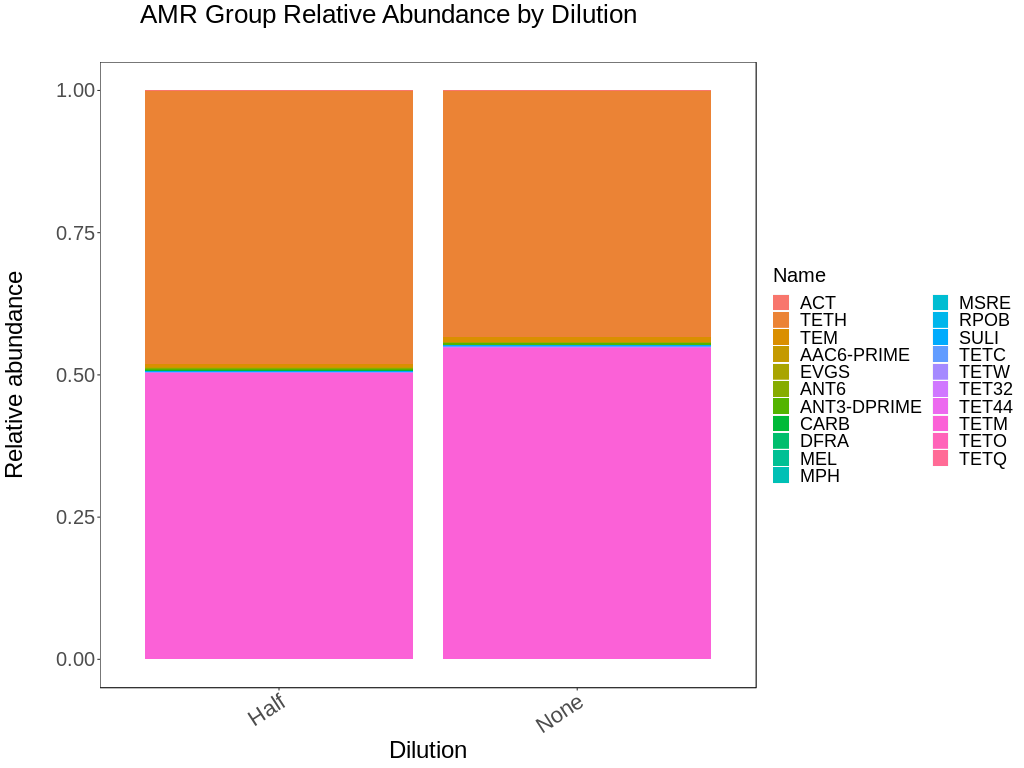 AMR Group Relative Abundance by Dilution
Relative abundance
1.00
0.75
0.50
0.25
0.00
Half
None
Dilution
Name
ACT
TETH
TEM
AAC6-PRIME
EVGS
ANT6
ANT3-DPRIME
CARB
DFRA
MEL
MPH
MSRE
RPOB
SULI
TETC
TETW
TET32
TET44
TETM
TETO
TETQ